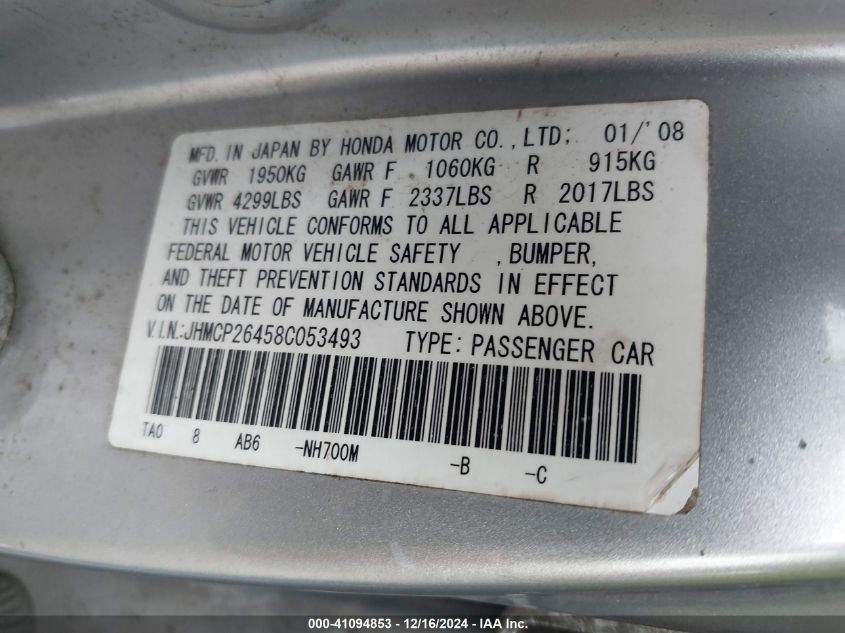 MFD. IN JAPAN BY HONDA MOTOR CO., LTD; 01/'08
GVWR 1950KG GAWR F 1060KG R 915KG
GVWR 4299LBS GAWR F 2337LBS R 2017LBS
THIS VEHICLE CONFORMS TO ALL APPLICABLE
FEDERAL MOTOR VEHICLE SAFETY , BUMPER,
AND THEFT PREVENTION STANDARDS IN EFFECT
ON THE DATE OF MANUFACTURE SHOWN ABOVE.
V.I.N.:JHMCP26458C053493 TYPE: PASSENGER CAR
TA0 8 AB6 -NH700M -B -C
000-41094853 - 12/16/2024 - IAA Inc.